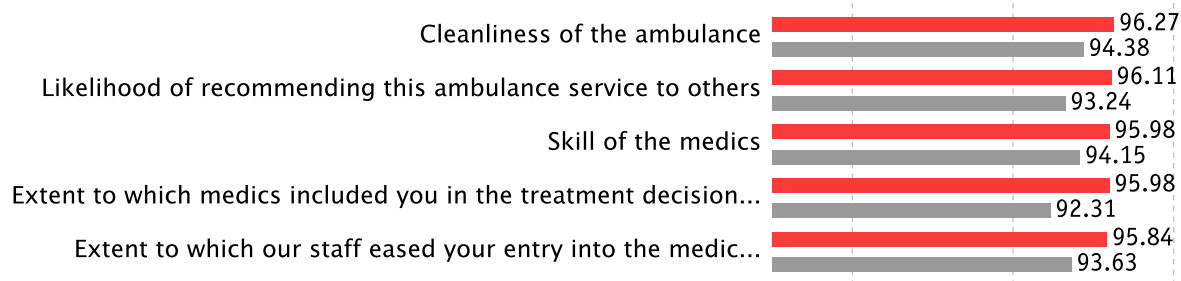 Cleanliness of the ambulance 96.27
94.38
Likelihood of recommending this ambulance service to others 96.11
93.24
Skill of the medics 95.98
94.15
Extent to which medics included you in the treatment decision... 95.98
92.31
Extent to which our staff eased your entry into the medic... 95.84
93.63